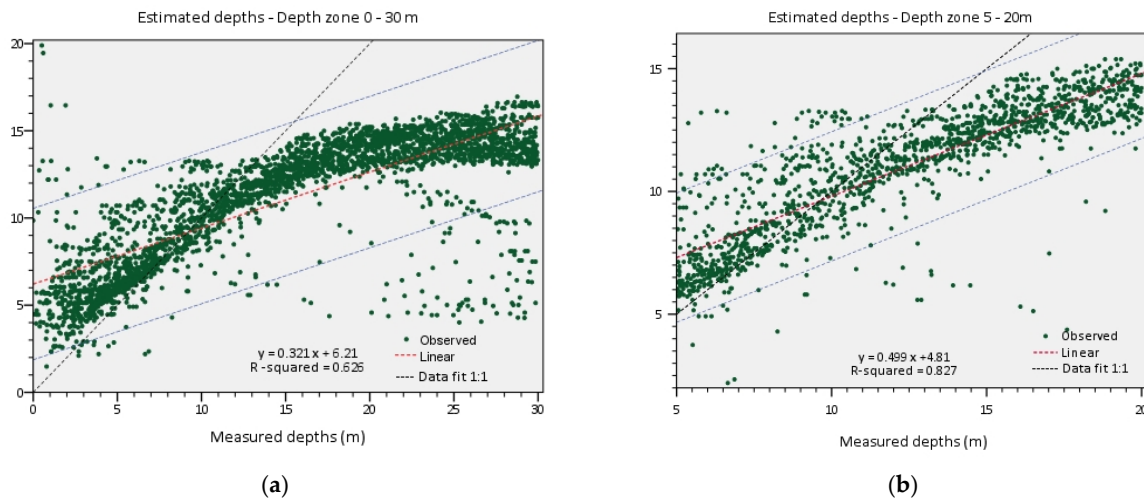 Estimated depths - Depth zone 0 - 30 m
20
15
10
5
0
0 5 10 15 20 25 30
y = 0.321 x + 6.21
R -squared = 0.626
Observed
Linear
Data fit 1:1
Measured depths (m)
(a)
Estimated depths - Depth zone 5 - 20m
15
10
5
5 10 15 20
y = 0.499 x +4.81
R-squared = 0.827
Observed
Linear
Data fit 1:1
Measured depths (m)
(b)